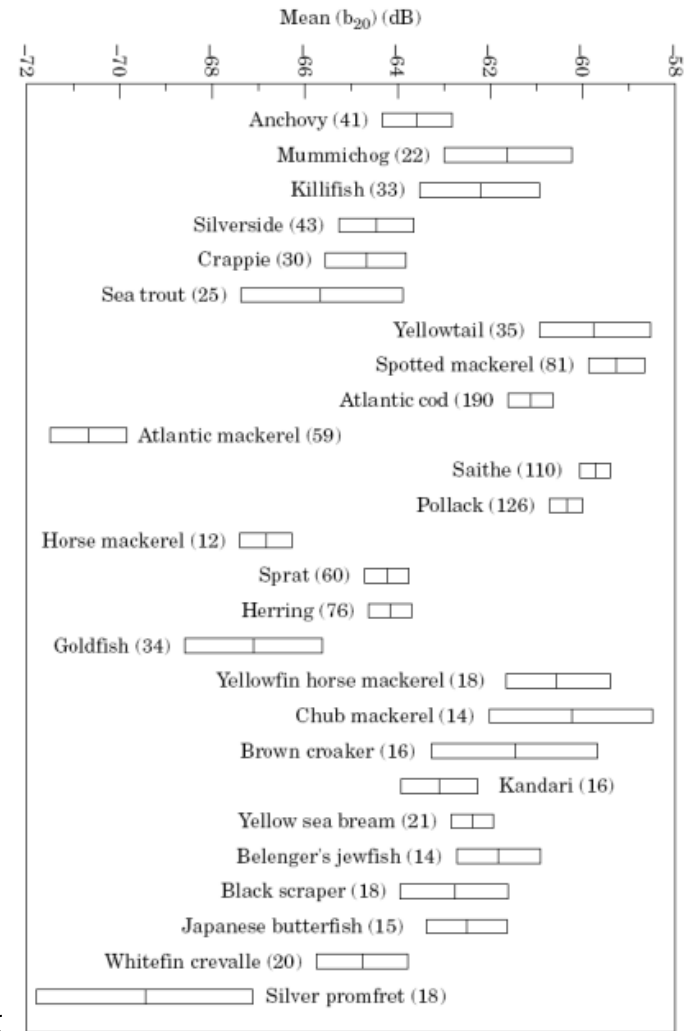 Mean (b20) (dB)
–72 –70 –68 –66 –64 –62 –60 –58
Anchovy (41)
Mummichog (22)
Killifish (33)
Silverside (43)
Crappie (30)
Sea trout (25)
Yellowtail (35)
Spotted mackerel (81)
Atlantic cod (190
Atlantic mackerel (59)
Saithe (110)
Pollack (126)
Horse mackerel (12)
Sprat (60)
Herring (76)
Goldfish (34)
Yellowfin horse mackerel (18)
Chub mackerel (14)
Brown croaker (16)
Kandari (16)
Yellow sea bream (21)
Belenger's jewfish (14)
Black scraper (18)
Japanese butterfish (15)
Whitefin crevalle (20)
Silver promfret (18)